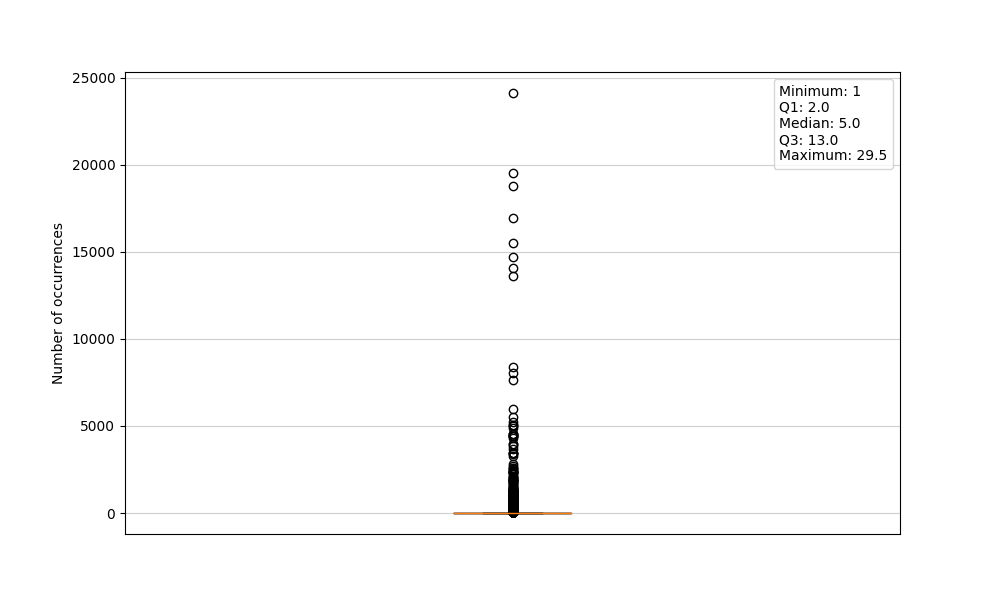 25000
20000
15000
10000
5000
0
Number of occurrences
Minimum: 1
Q1: 2.0
Median: 5.0
Q3: 13.0
Maximum: 29.5